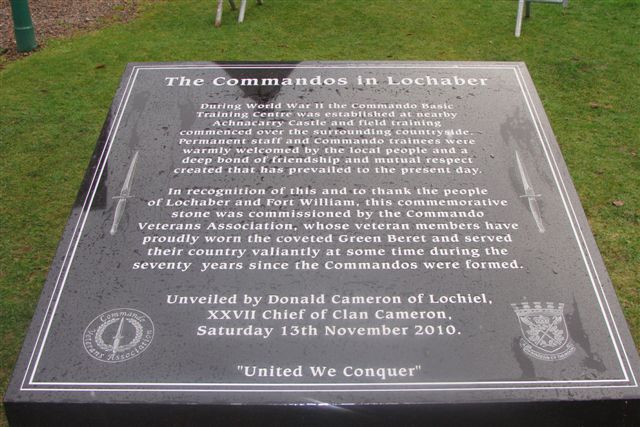 The Commandos in Lochaber
During World War II the Commando Basic
Training Centre was established at nearby
Achnacarry Castle and field training
commenced over the surrounding countryside.
Permanent staff and Commando trainees were
warmly welcomed by the local people and a
deep bond of friendship and mutual respect
created that has prevailed to the present day.
In recognition of this and to thank the people
of Lochaber and Fort William, this commemorative
stone was commissioned by the Commando
Veterans Association, whose veteran members have
proudly worn the coveted Green Beret and served
their country valiantly at some time during the
seventy years since the Commandos were formed.
Unveiled by Donald Cameron of Lochiel,
XXVII Chief of Clan Cameron,
Saturday 13th November 2010.
Commando
Veterans Association
"United We Conquer"